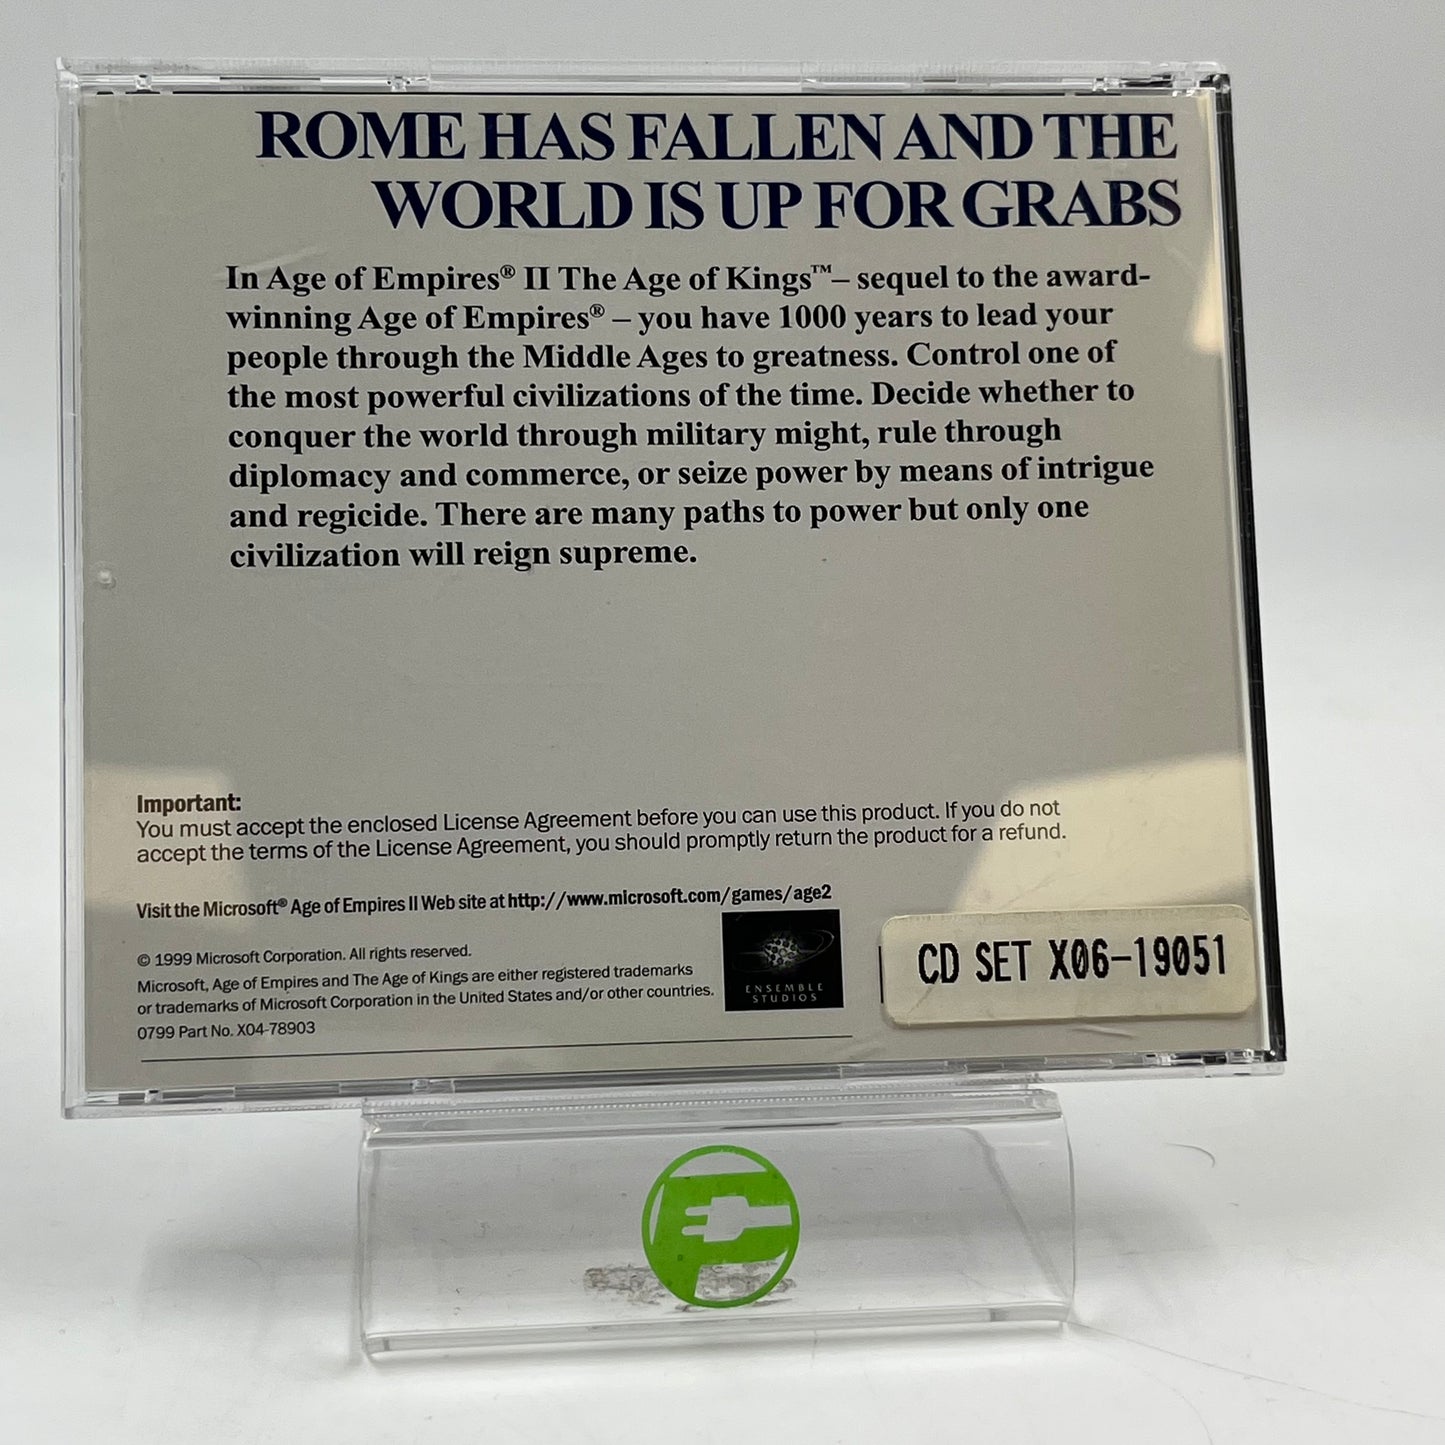 ROME HAS FALLEN AND THE
WORLD IS UP FOR GRABS
In Age of Empires® II The Age of Kings™– sequel to the award-
winning Age of Empires® – you have 1000 years to lead your
people through the Middle Ages to greatness. Control one of
the most powerful civilizations of the time. Decide whether to
conquer the world through military might, rule through
diplomacy and commerce, or seize power by means of intrigue
and regicide. There are many paths to power but only one
civilization will reign supreme.
Important:
You must accept the enclosed License Agreement before you can use this product. If you do not
accept the terms of the License Agreement, you should promptly return the product for a refund.
Visit the Microsoft® Age of Empires II Web site at http://www.microsoft.com/games/age2
© 1999 Microsoft Corporation. All rights reserved.
Microsoft, Age of Empires and The Age of Kings are either registered trademarks
or trademarks of Microsoft Corporation in the United States and/or other countries.
0799 Part No. X04-78903
ENSEMBLE
STUDIOS
CD SET X06-19051